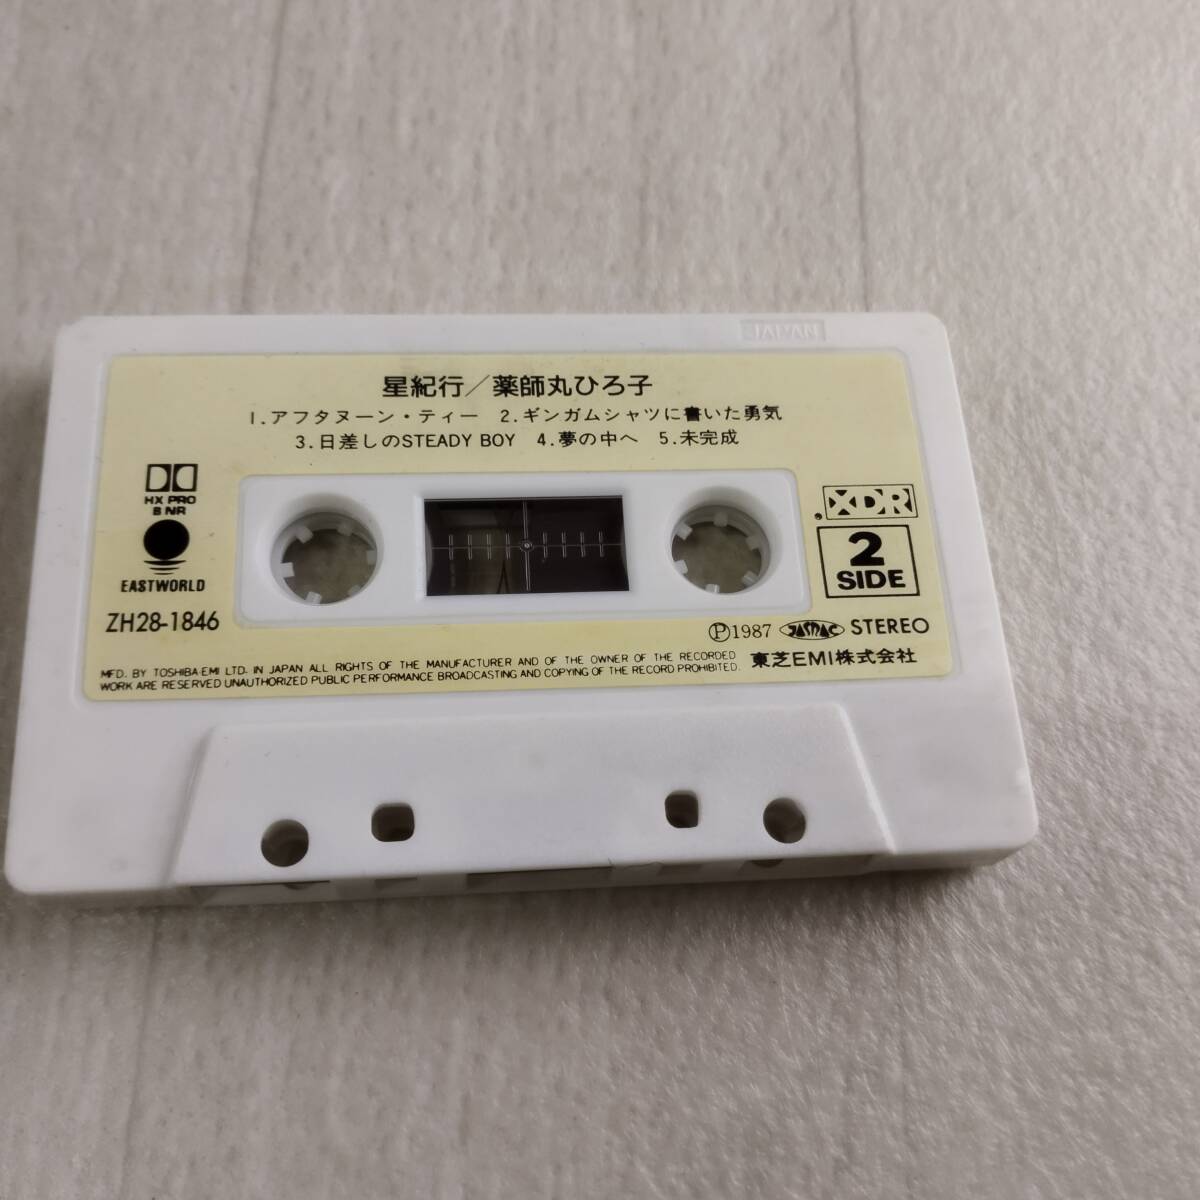 JAPAN
星紀行／薬師丸ひろ子
1.アフタヌーン・ティー 2.ギンガムシャツに書いた勇気
3.日差しのSTEADY BOY 4.夢の中へ 5.未完成
HX PRO
B NR
EASTWORLD
ZH28-1846
XDR
2
SIDE
Ⓟ1987 JASRAC STEREO
MFD. BY TOSHIBA-EMI LTD. IN JAPAN ALL RIGHTS OF THE MANUFACTURER AND OF THE OWNER OF THE RECORDED
WORK ARE RESERVED UNAUTHORIZED PUBLIC PERFORMANCE BROADCASTING AND COPYING OF THE RECORD PROHIBITED.
東芝EMI株式会社